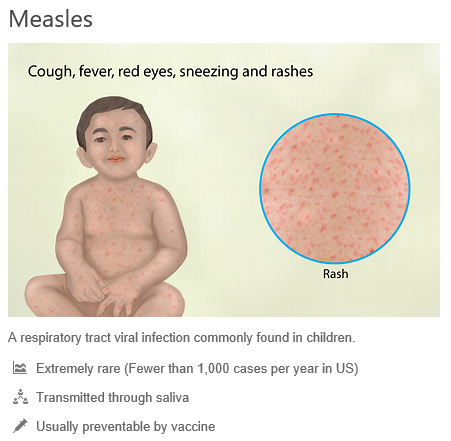 Measles
Cough, fever, red eyes, sneezing and rashes
Rash
A respiratory tract viral infection commonly found in children.
Extremely rare (Fewer than 1,000 cases per year in US)
Transmitted through saliva
Usually preventable by vaccine